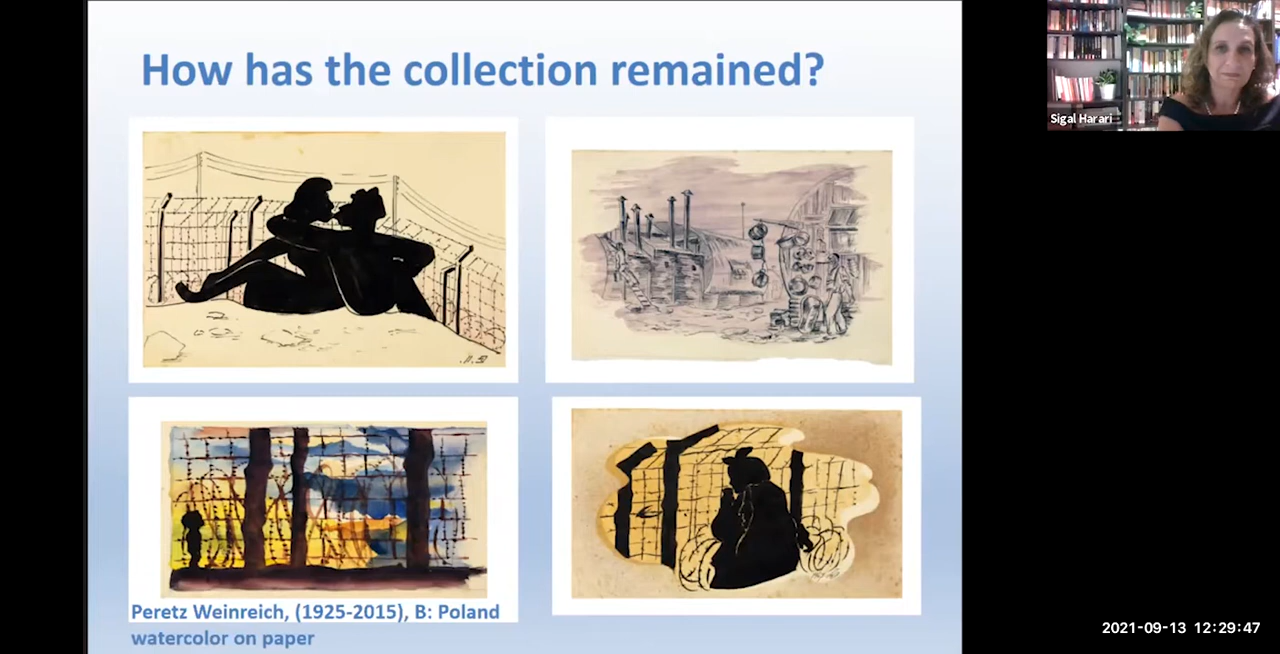 How has the collection remained?
Sigal Harari
Peretz Weinreich, (1925-2015), B: Poland
watercolor on paper
2021-09-13 12:29:47